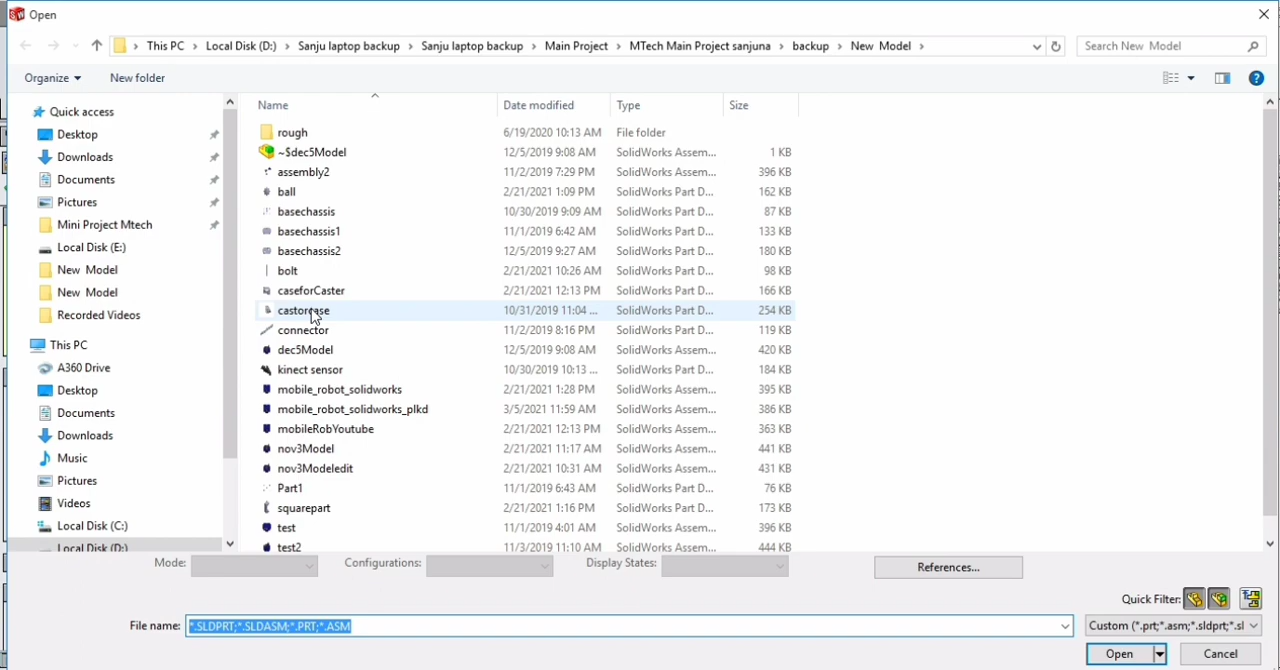 Open
This PC > Local Disk (D:) > Sanju laptop backup > Sanju laptop backup > Main Project > MTech Main Project sanjuna > backup > New Model >
Search New Model
Organize
New folder
Quick access
Desktop
Downloads
Documents
Pictures
Mini Project Mtech
Local Disk (E:)
New Model
New Model
Recorded Videos
This PC
A360 Drive
Desktop
Documents
Downloads
Music
Pictures
Videos
Local Disk (C:)
Local Disk (D:)
Name Date modified Type Size
rough 6/19/2020 10:13 AM File folder
~$dec5Model 12/5/2019 9:08 AM SolidWorks Assem... 1 KB
assembly2 11/2/2019 7:29 PM SolidWorks Assem... 396 KB
ball 2/21/2021 1:09 PM SolidWorks Part D... 162 KB
basechassis 10/30/2019 9:09 AM SolidWorks Part D... 87 KB
basechassis1 11/1/2019 6:42 AM SolidWorks Part D... 133 KB
basechassis2 12/5/2019 9:27 AM SolidWorks Part D... 180 KB
bolt 2/21/2021 10:26 AM SolidWorks Part D... 98 KB
caseforCaster 2/21/2021 12:13 PM SolidWorks Part D... 166 KB
castorcase 10/31/2019 11:04 ... SolidWorks Part D... 254 KB
connector 11/2/2019 8:16 PM SolidWorks Part D... 119 KB
dec5Model 12/5/2019 9:08 AM SolidWorks Assem... 420 KB
kinect sensor 10/30/2019 10:13 ... SolidWorks Part D... 184 KB
mobile_robot_solidworks 2/21/2021 1:28 PM SolidWorks Assem... 395 KB
mobile_robot_solidworks_plkd 3/5/2021 11:59 AM SolidWorks Assem... 386 KB
mobileRobYoutube 2/21/2021 12:13 PM SolidWorks Assem... 363 KB
nov3Model 2/21/2021 11:17 AM SolidWorks Assem... 441 KB
nov3Modeledit 2/21/2021 10:31 AM SolidWorks Assem... 431 KB
Part1 11/1/2019 6:43 AM SolidWorks Part D... 76 KB
squarepart 2/21/2021 1:16 PM SolidWorks Part D... 173 KB
test 11/1/2019 4:01 AM SolidWorks Assem... 396 KB
test2 11/3/2019 11:10 AM SolidWorks Assem... 444 KB
Mode: Configurations: Display States: References...
Quick Filter:
File name: *.SLDPRT;*.SLDASM;*.PRT;*.ASM Custom (*.prt;*.asm;*.sldprt;*.sl
Open Cancel